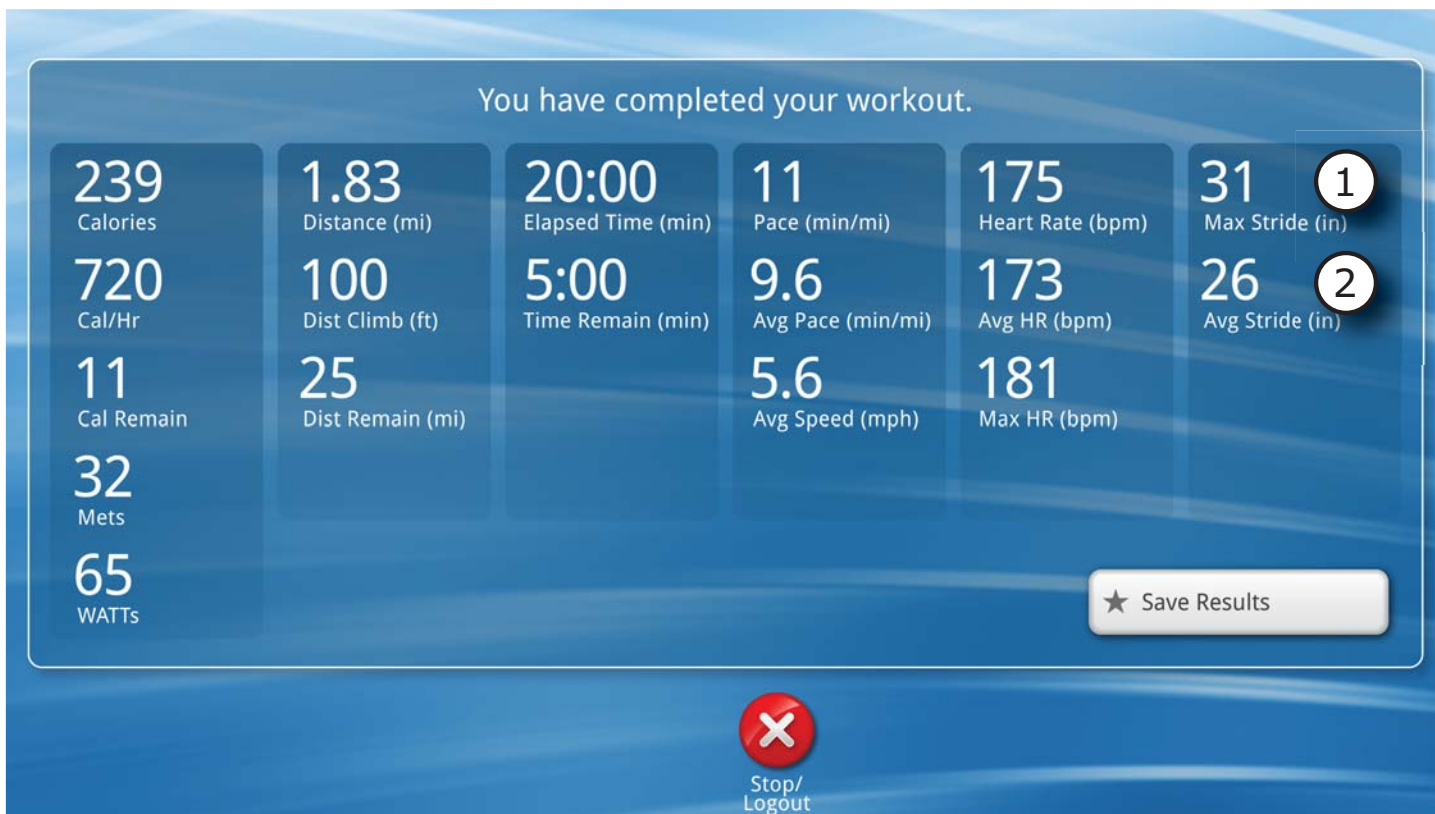 You have completed your workout.
239
Calories
720
Cal/Hr
11
Cal Remain
32
Mets
65
WATTs
1.83
Distance (mi)
100
Dist Climb (ft)
25
Dist Remain (mi)
20:00
Elapsed Time (min)
5:00
Time Remain (min)
11
Pace (min/mi)
9.6
Avg Pace (min/mi)
5.6
Avg Speed (mph)
175
Heart Rate (bpm)
173
Avg HR (bpm)
181
Max HR (bpm)
31
Max Stride (in)
1
26
Avg Stride (in)
2
Save Results
Stop/
Logout